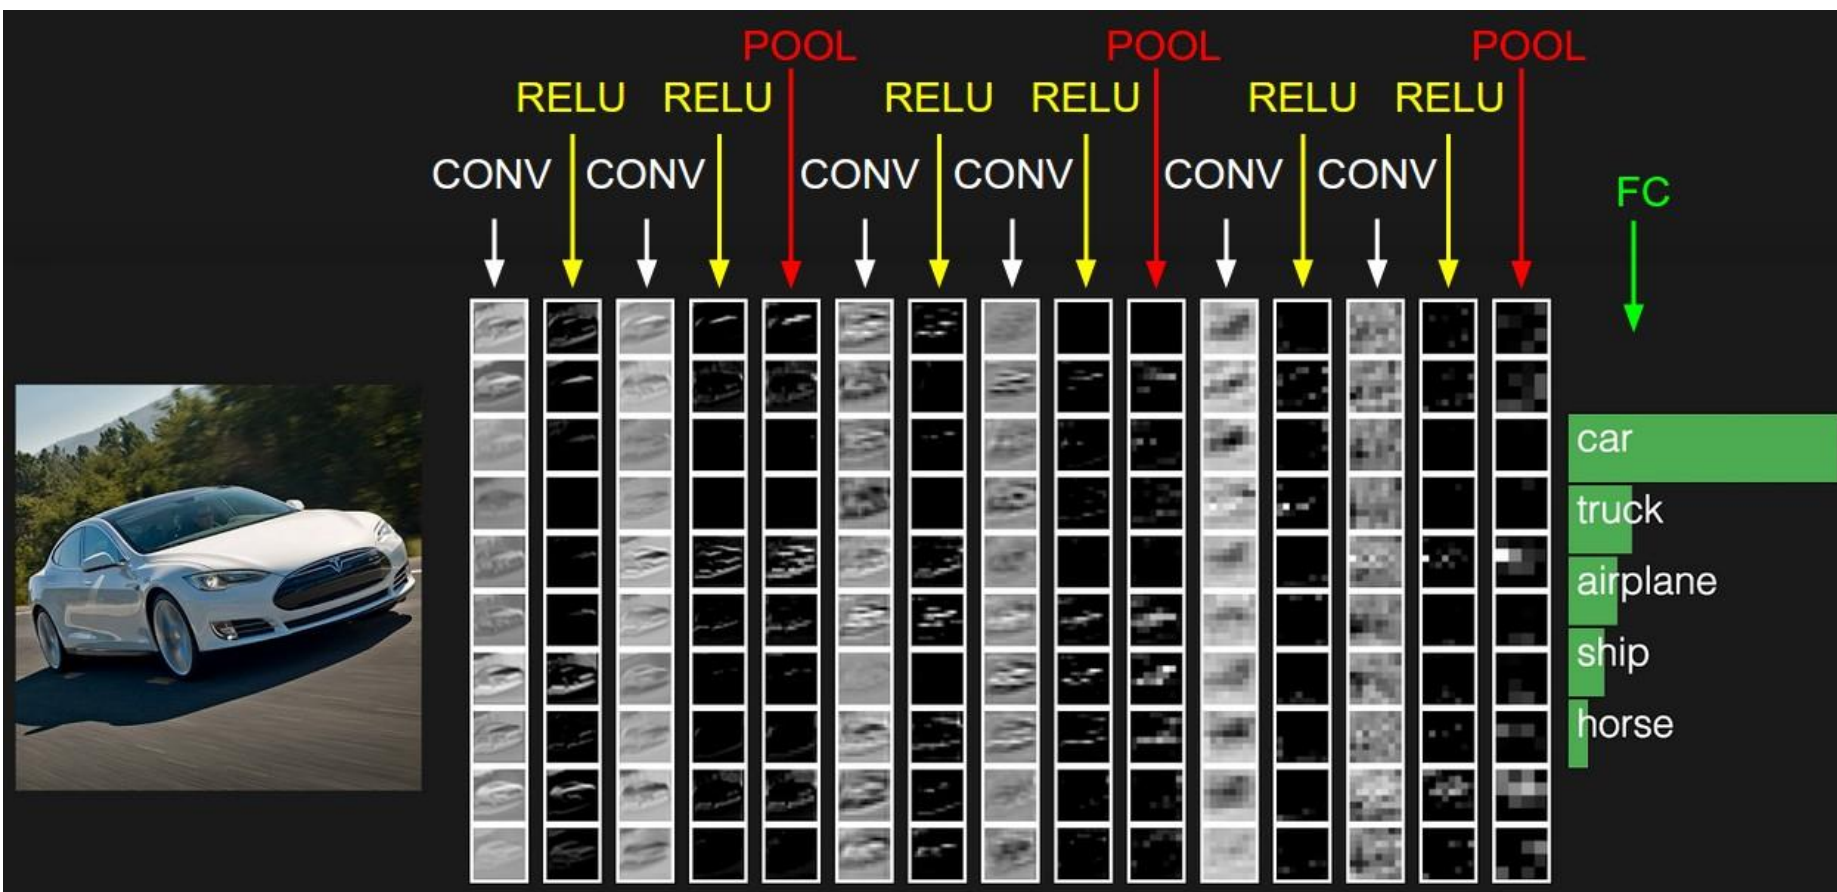 POOL POOL POOL
RELU RELU RELU RELU RELU RELU
CONV CONV CONV CONV CONV CONV
FC
car
truck
airplane
ship
horse